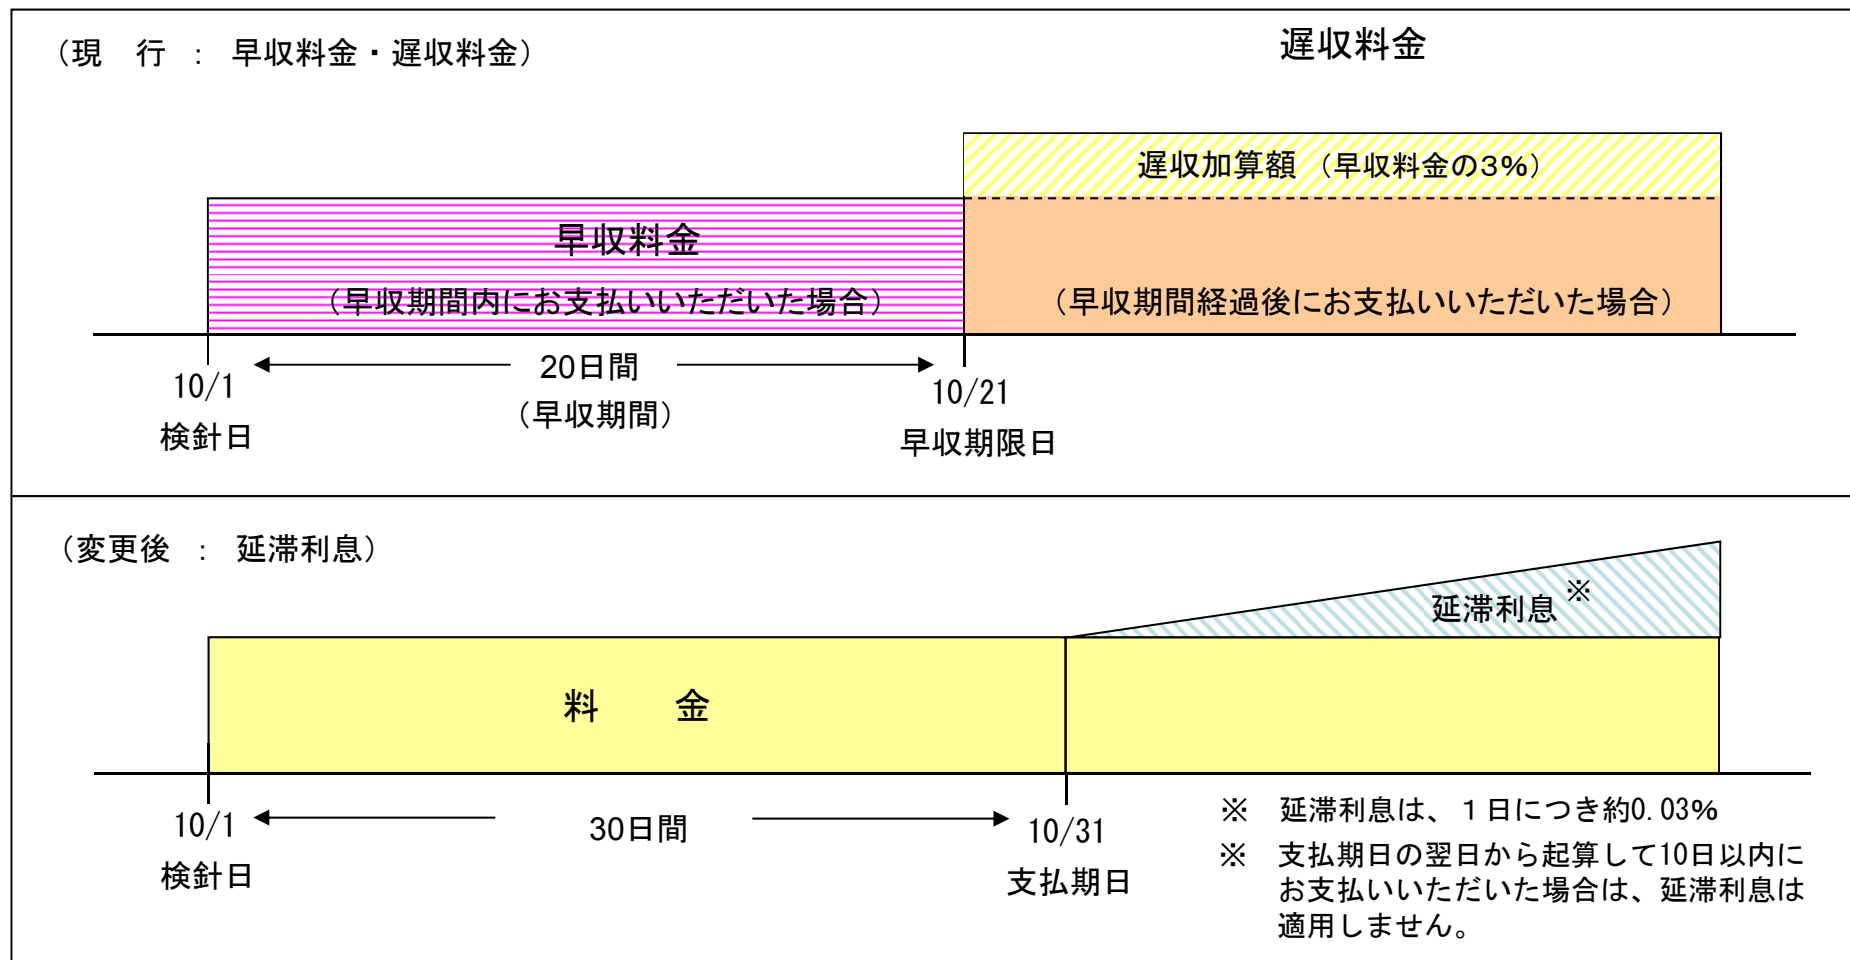 （現　行　：　早収料金・遅収料金）
遅収料金
遅収加算額　（早収料金の3%）
早収料金
（早収期間内にお支払いいただいた場合）
（早収期間経過後にお支払いいただいた場合）
20日間
（早収期間）
10/1
検針日
10/21
早収期限日
（変更後　：　延滞利息）
延滞利息※
料　　金
10/1
検針日
30日間
10/31
支払期日
※　延滞利息は、１日につき約0.03%
※　支払期日の翌日から起算して10日以内に
お支払いいただいた場合は、延滞利息は
適用しません。